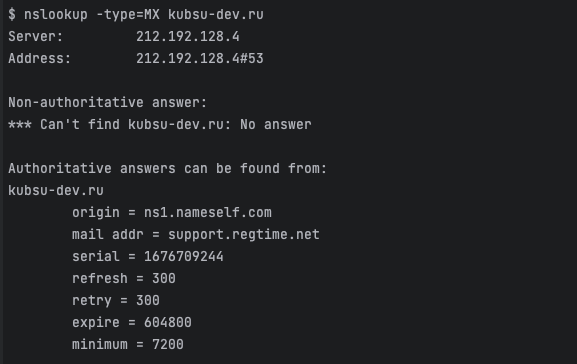 $ nslookup -type=MX kubsu-dev.ru
Server:         212.192.128.4
Address:        212.192.128.4#53

Non-authoritative answer:
*** Can't find kubsu-dev.ru: No answer

Authoritative answers can be found from:
kubsu-dev.ru
        origin = ns1.nameself.com
        mail addr = support.regtime.net
        serial = 1676709244
        refresh = 300
        retry = 300
        expire = 604800
        minimum = 7200